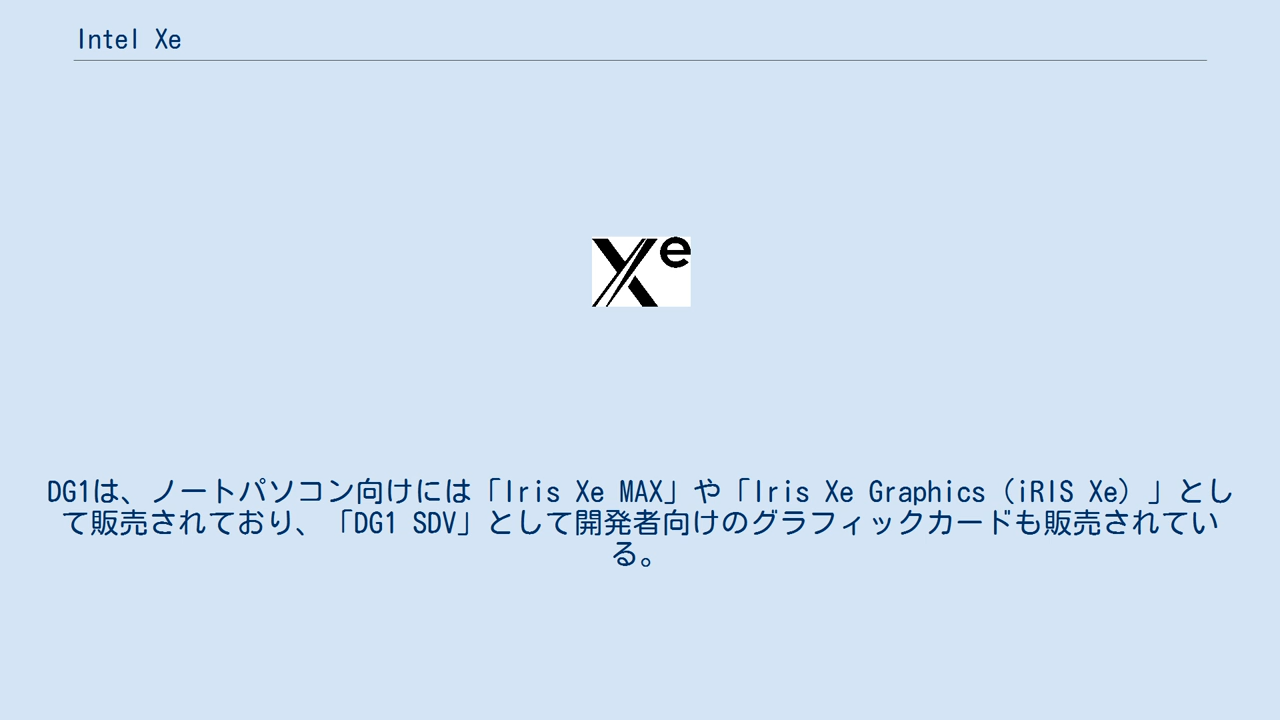 Intel Xe
Xe
DG1は、ノートパソコン向けには「Iris Xe MAX」や「Iris Xe Graphics（iRIS Xe）」とし
て販売されており、「DG1 SDV」として開発者向けのグラフィックカードも販売されてい
る。